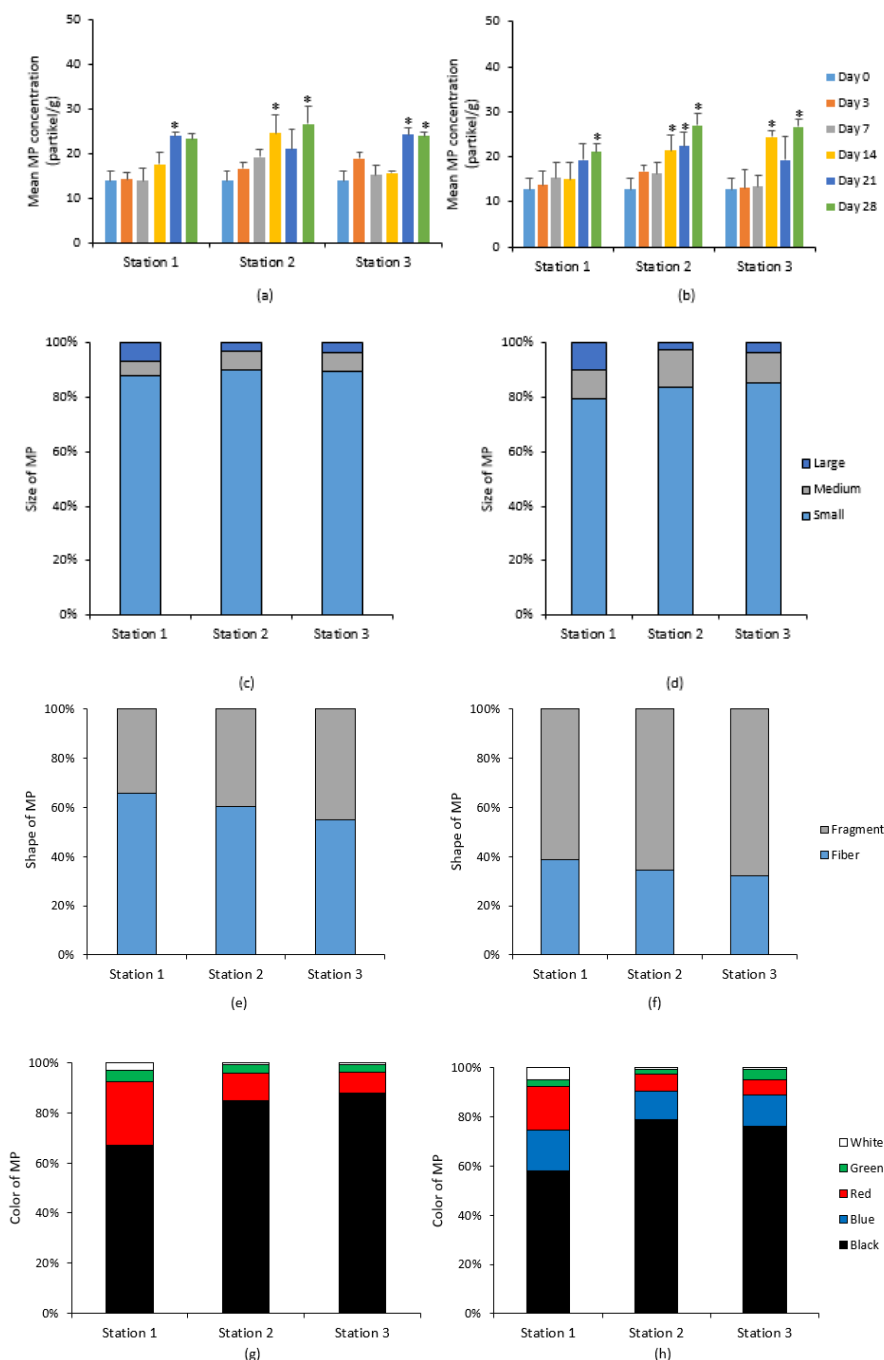 50
40
30
20
10
0
Mean MP concentration
(partikel/g)
*
*
*
*
*
Station 1
Station 2
Station 3
(a)
50
40
30
20
10
0
Mean MP concentration
(partikel/g)
*
*
*
*
*
*
Station 1
Station 2
Station 3
(b)
Day 0
Day 3
Day 7
Day 14
Day 21
Day 28
100%
80%
60%
40%
20%
0%
Size of MP
Station 1
Station 2
Station 3
(c)
100%
80%
60%
40%
20%
0%
Size of MP
Station 1
Station 2
Station 3
(d)
Large
Medium
Small
100%
80%
60%
40%
20%
0%
Shape of MP
Station 1
Station 2
Station 3
(e)
100%
80%
60%
40%
20%
0%
Shape of MP
Station 1
Station 2
Station 3
(f)
Fragment
Fiber
100%
80%
60%
40%
20%
0%
Color of MP
Station 1
Station 2
Station 3
(g)
100%
80%
60%
40%
20%
0%
Color of MP
Station 1
Station 2
Station 3
(h)
White
Green
Red
Blue
Black